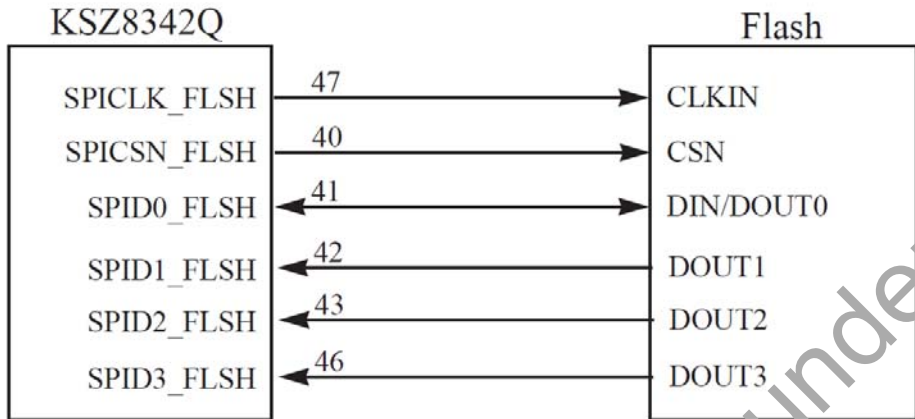 KSZ8342Q Flash
SPICLK_FLSH 47 CLKIN
SPICSN_FLSH 40 CSN
SPID0_FLSH 41 DIN/DOUT0
SPID1_FLSH 42 DOUT1
SPID2_FLSH 43 DOUT2
SPID3_FLSH 46 DOUT3